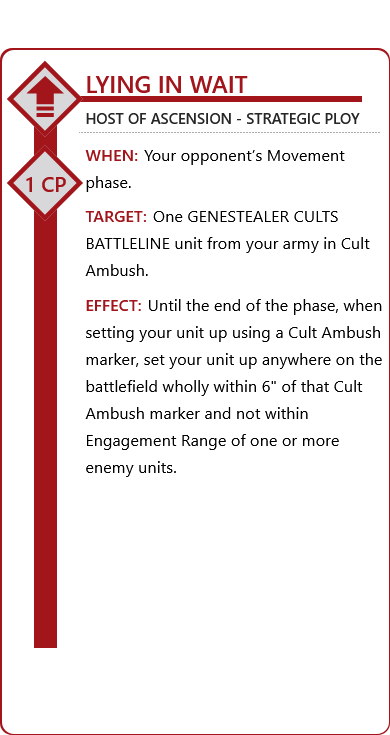 LYING IN WAIT
HOST OF ASCENSION - STRATEGIC PLOY
1 CP
WHEN: Your opponent’s Movement
phase.
TARGET: One GENESTEALER CULTS
BATTLELINE unit from your army in Cult
Ambush.
EFFECT: Until the end of the phase, when
setting your unit up using a Cult Ambush
marker, set your unit up anywhere on the
battlefield wholly within 6" of that Cult
Ambush marker and not within
Engagement Range of one or more
enemy units.